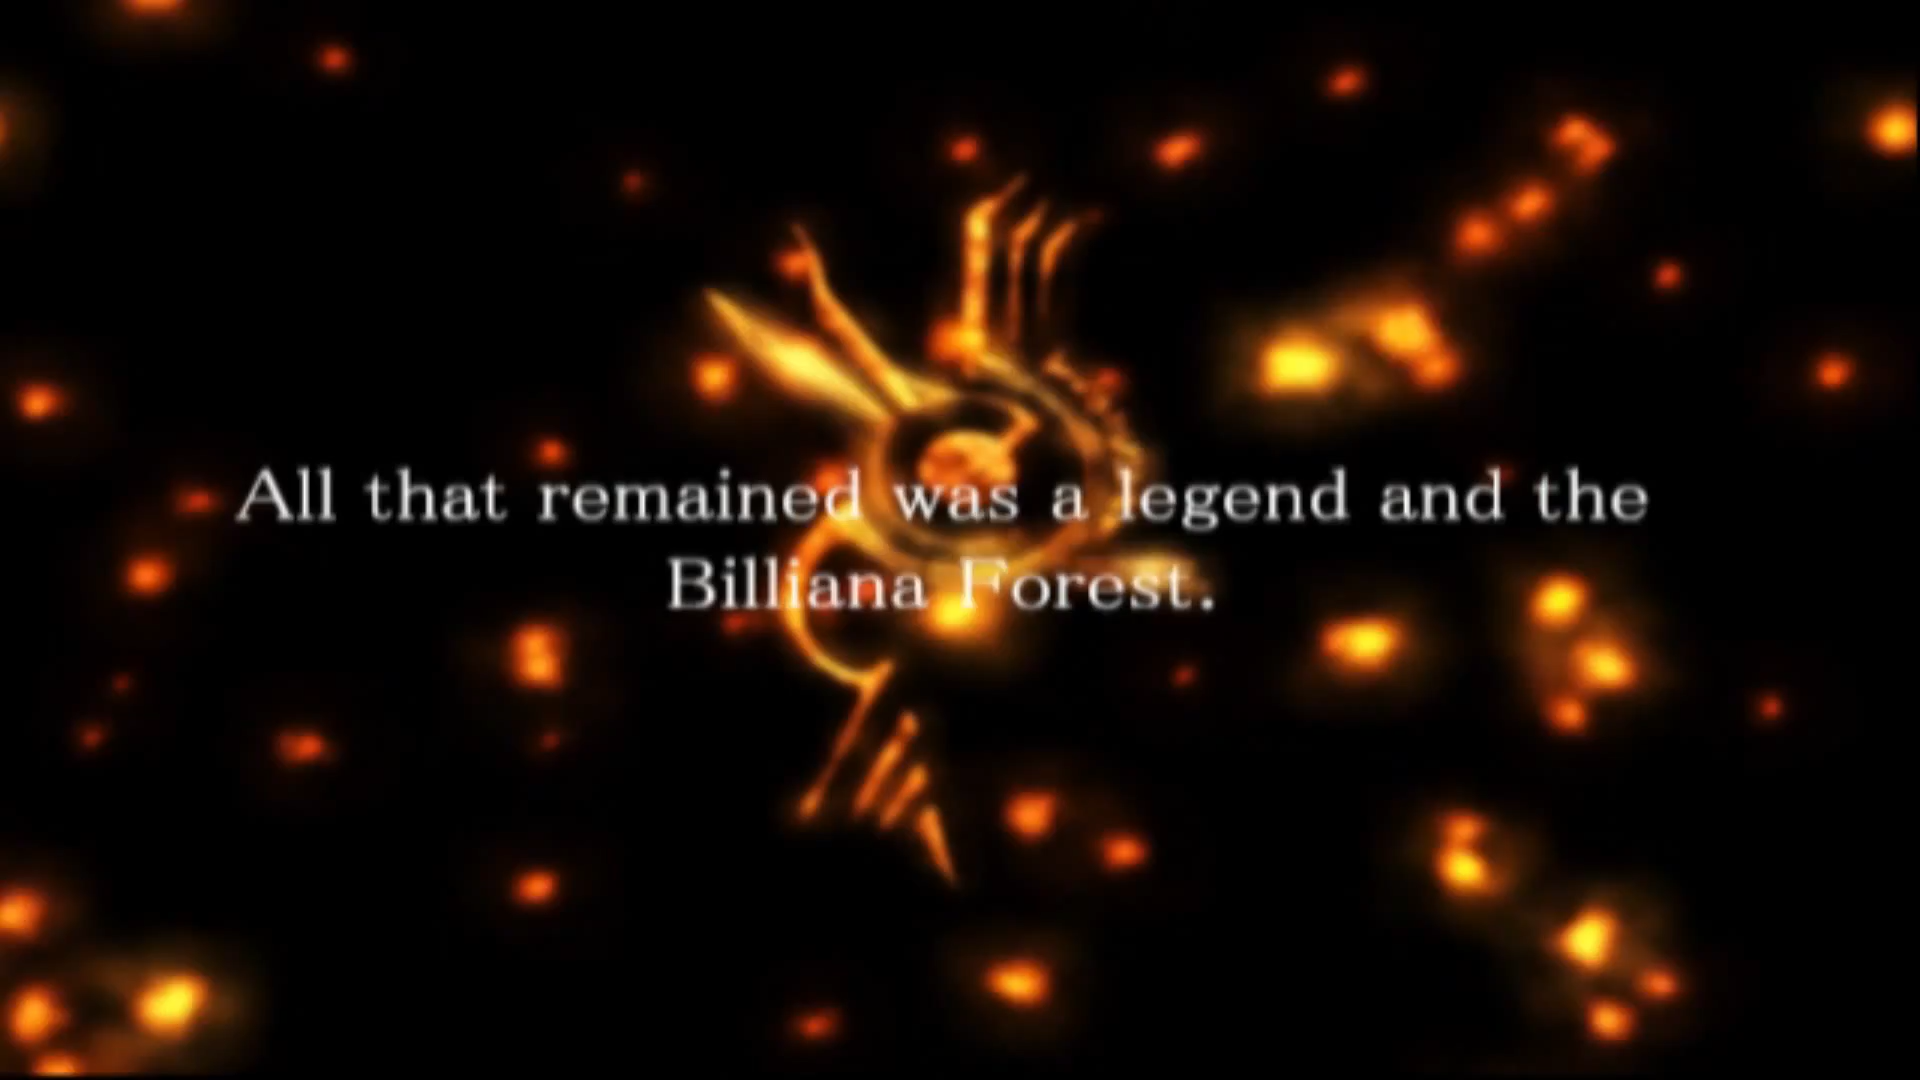 All that remained was a legend and the
Billiana Forest.